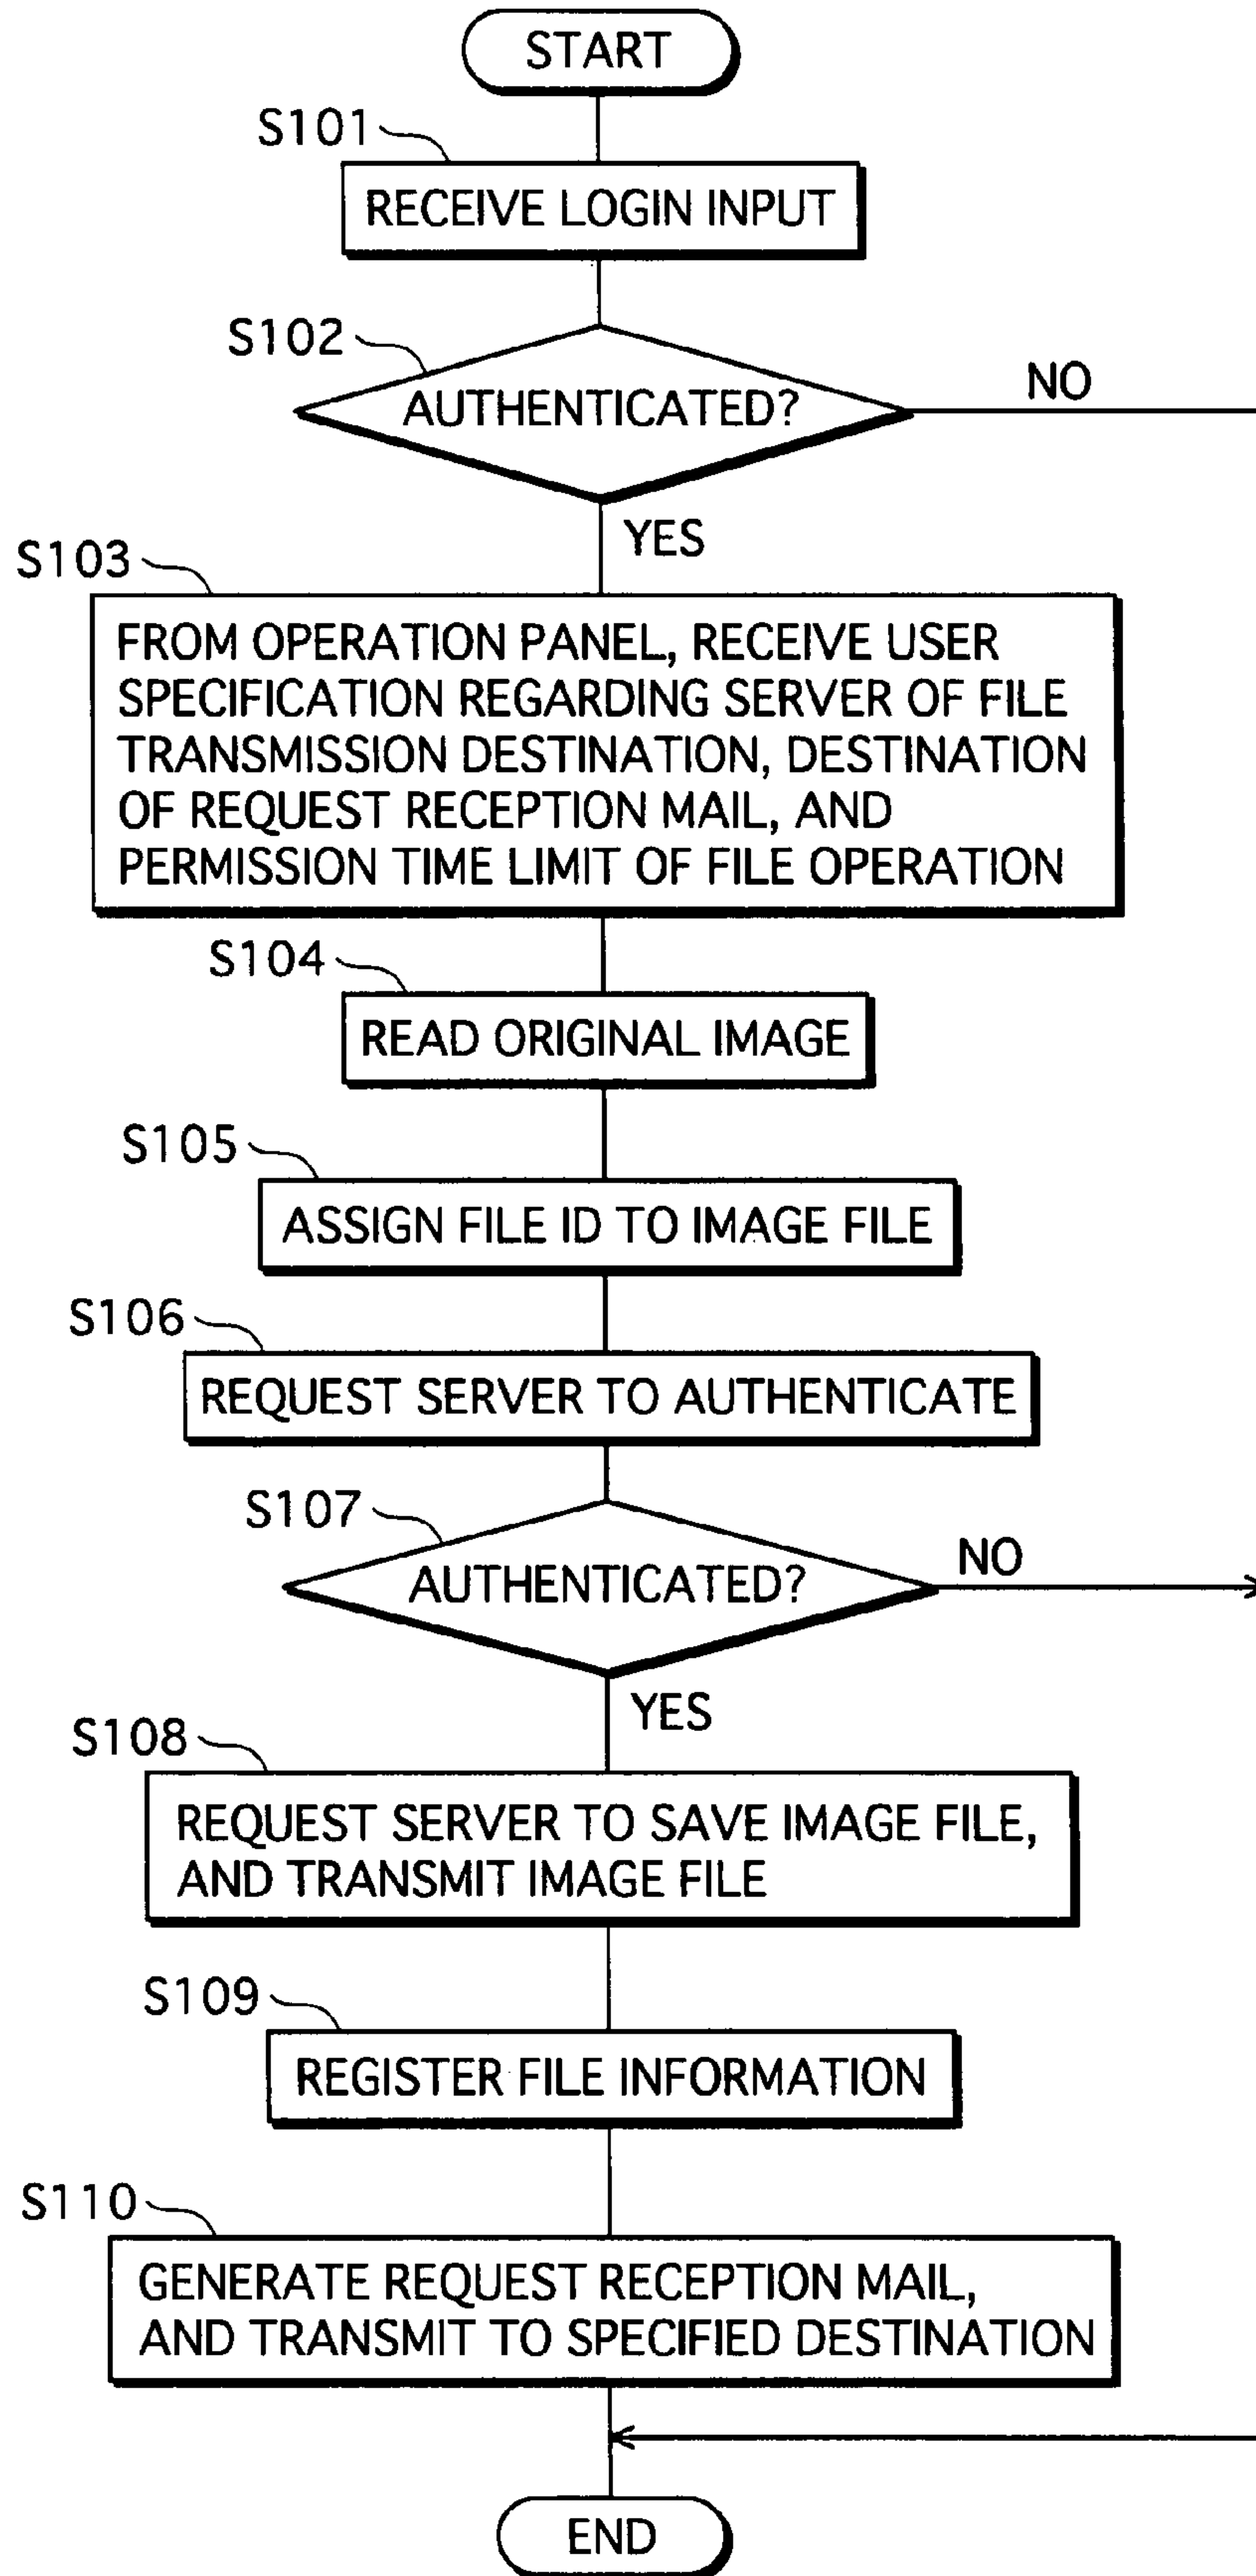 START
S101
RECEIVE LOGIN INPUT
S102
AUTHENTICATED?
NO
YES
S103
FROM OPERATION PANEL, RECEIVE USER
SPECIFICATION REGARDING SERVER OF FILE
TRANSMISSION DESTINATION, DESTINATION
OF REQUEST RECEPTION MAIL, AND
PERMISSION TIME LIMIT OF FILE OPERATION
S104
READ ORIGINAL IMAGE
S105
ASSIGN FILE ID TO IMAGE FILE
S106
REQUEST SERVER TO AUTHENTICATE
S107
AUTHENTICATED?
NO
YES
S108
REQUEST SERVER TO SAVE IMAGE FILE,
AND TRANSMIT IMAGE FILE
S109
REGISTER FILE INFORMATION
S110
GENERATE REQUEST RECEPTION MAIL,
AND TRANSMIT TO SPECIFIED DESTINATION
END